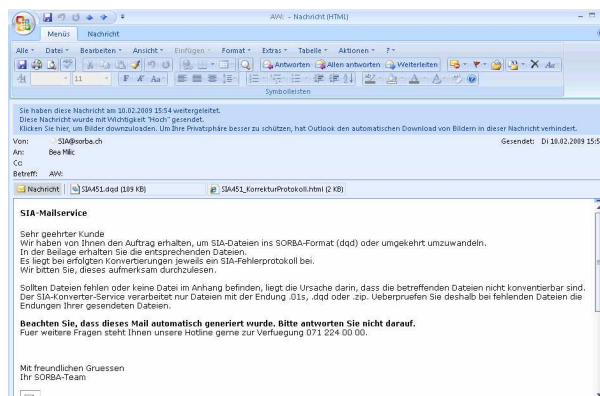 AW: - Nachricht (HTML)
Menüs Nachricht
Alle Datei Bearbeiten Ansicht Einfügen Format Extras Tabelle Aktionen ?
Antworten Allen antworten Weiterleiten
11 F K Aa
Symbolleisten
Sie haben diese Nachricht am 10.02.2009 15:54 weitergeleitet.
Diese Nachricht wurde mit Wichtigkeit "Hoch" gesendet.
Klicken Sie hier, um Bilder downzuloaden. Um Ihre Privatsphäre besser zu schützen, hat Outlook den automatischen Download von Bildern in dieser Nachricht verhindert.
Von: SIA@sorba.ch Gesendet: Di 10.02.2009 15:5
An: Bea Milic
Cc:
Betreff: AW:
Nachricht SIA451.dqd (109 KB) SIA451_KorrekturProtokoll.html (2 KB)
SIA-Mailservice
Sehr geehrter Kunde
Wir haben von Ihnen den Auftrag erhalten, um SIA-Dateien ins SORBA-Format (dqd) oder umgekehrt umzuwandeln.
In der Beilage erhalten Sie die entsprechenden Dateien.
Es liegt bei erfolgten Konvertierungen jeweils ein SIA-Fehlerprotokoll bei.
Wir bitten Sie, dieses aufmerksam durchzulesen.
Sollten Dateien fehlen oder keine Datei im Anhang befinden, liegt die Ursache darin, dass die betreffenden Dateien nicht konventierbar sind.
Der SIA-Konverter-Service verarbeitet nur Dateien mit der Endung .01s, .dqd oder .zip. Ueberpruefen Sie deshalb bei fehlenden Dateien die
Endungen Ihrer gesendeten Dateien.
Beachten Sie, dass dieses Mail automatisch generiert wurde. Bitte antworten Sie nicht darauf.
Fuer weitere Fragen steht Ihnen unsere Hotline gerne zur Verfuegung 071 224 00 00.
Mit freundlichen Gruessen
Ihr SORBA-Team